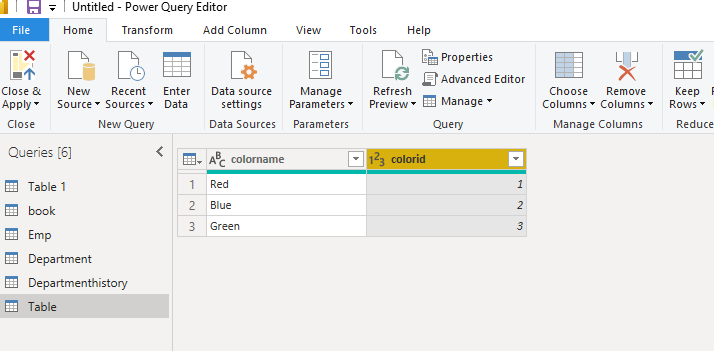 Untitled - Power Query Editor
File Home Transform Add Column View Tools Help
Close & Apply
New Source
Recent Sources
Enter Data
Data source settings
Manage Parameters
Refresh Preview
Properties
Advanced Editor
Manage
Choose Columns
Remove Columns
Keep Rows
Close New Query Data Sources Parameters Query Manage Columns Reduce
Queries [6]
Table 1
book
Emp
Department
Departmenthistory
Table
ABC colorname 123 colorid
1 Red 1
2 Blue 2
3 Green 3